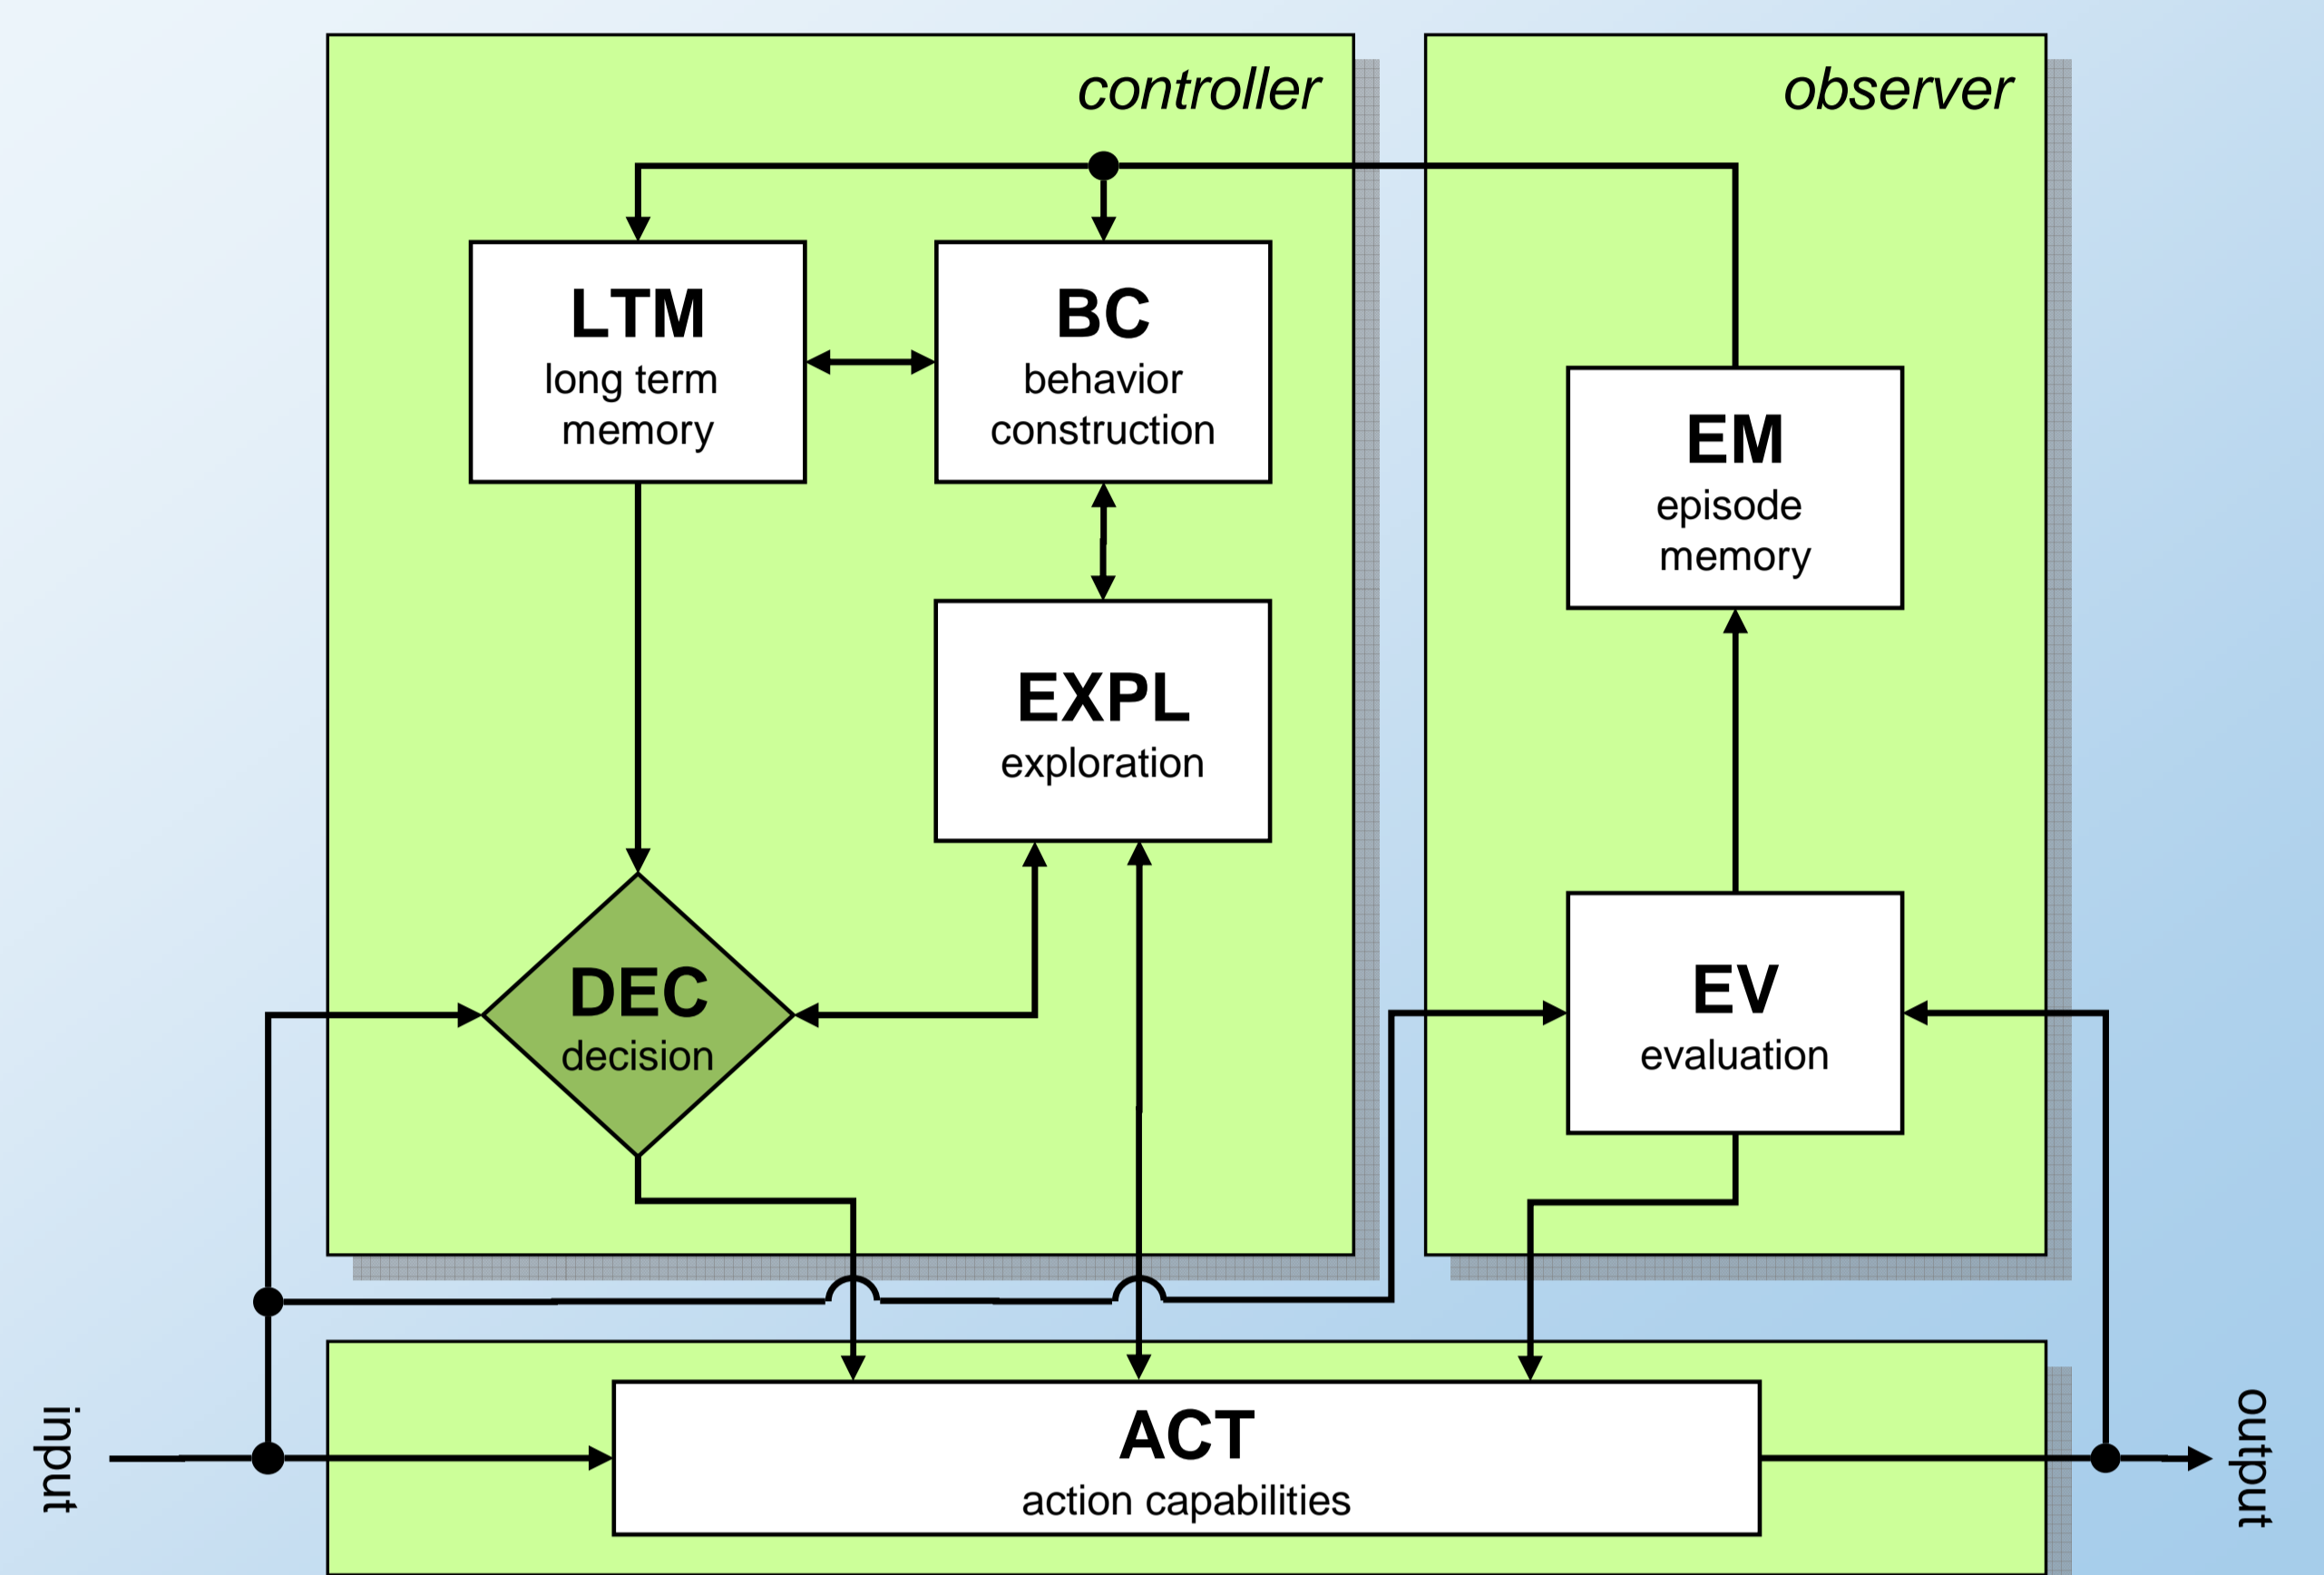 controller
observer
LTM
long term
memory
BC
behavior
construction
EM
episode
memory
EXPL
exploration
DEC
decision
EV
evaluation
input
ACT
action capabilities
output